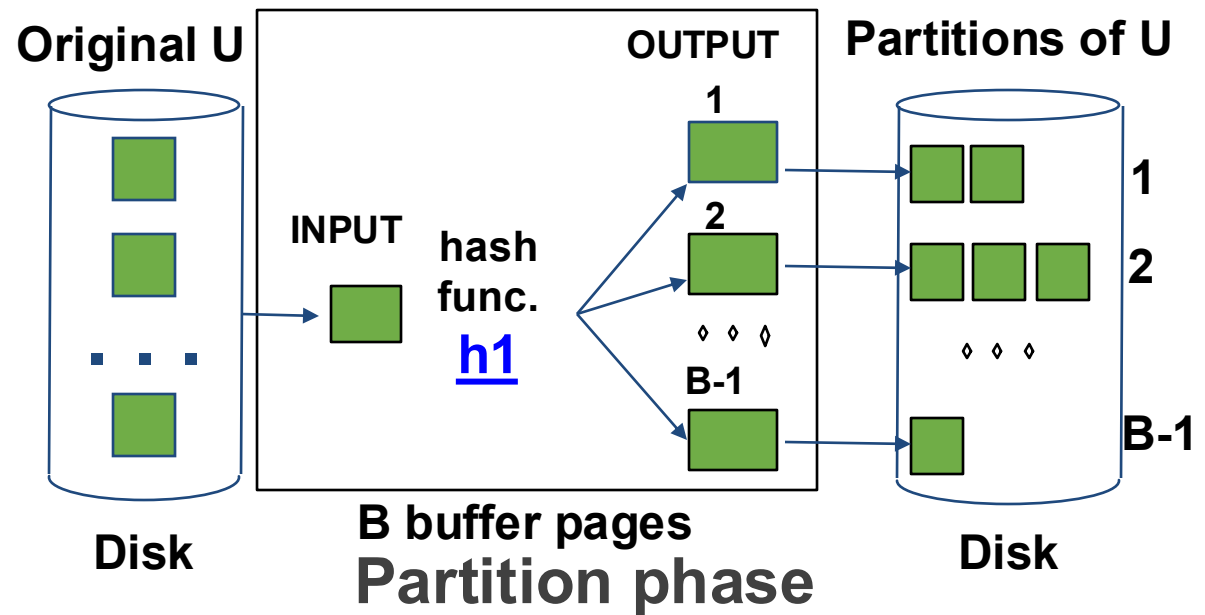 Original U
OUTPUT
Partitions of U
1
1
INPUT
hash
func.
h1
2
2
B-1
B-1
B buffer pages
Disk
Disk
Partition phase